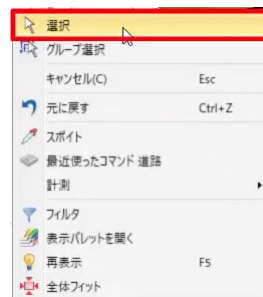 選択
グループ選択
キャンセル(C) Esc
元に戻す Ctrl+Z
スポイト
最近使ったコマンド 道路
計測
フィルタ
表示パレットを開く
再表示 F5
全体フィット